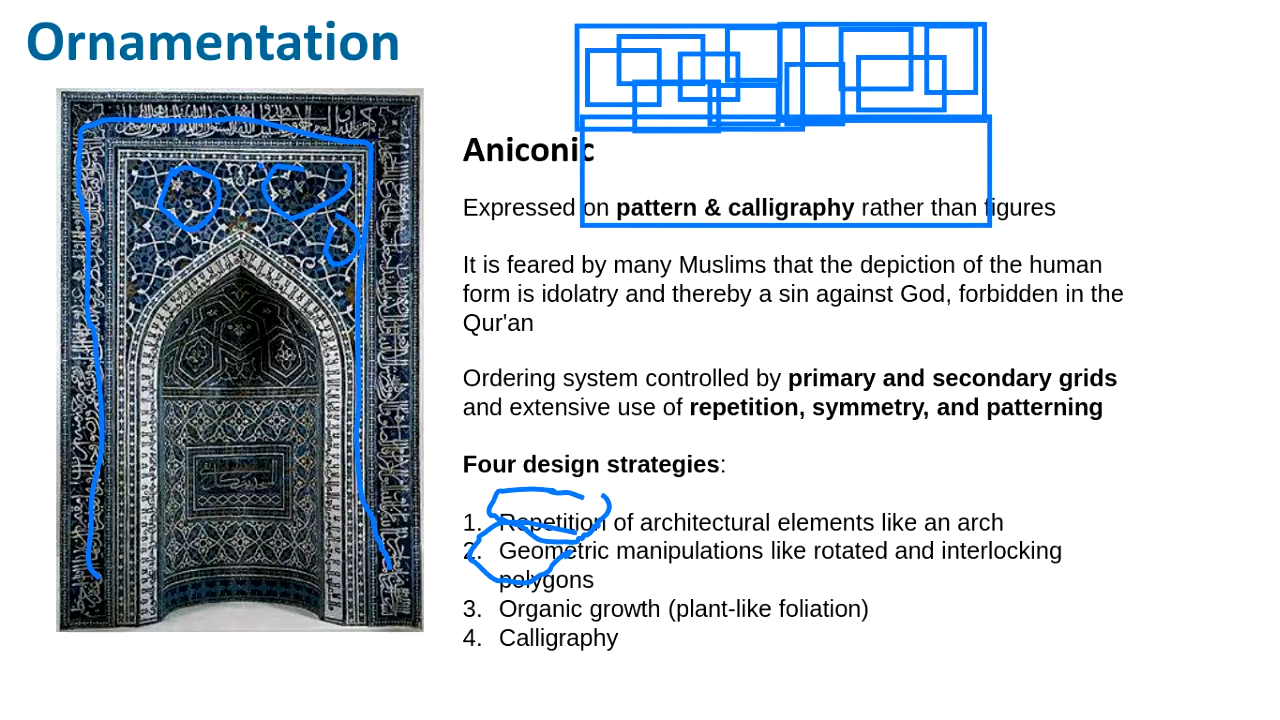 Ornamentation
Aniconic
Expressed on pattern & calligraphy rather than figures
It is feared by many Muslims that the depiction of the human
form is idolatry and thereby a sin against God, forbidden in the
Qur'an
Ordering system controlled by primary and secondary grids
and extensive use of repetition, symmetry, and patterning
Four design strategies:
1. Repetition of architectural elements like an arch
2. Geometric manipulations like rotated and interlocking
polygons
3. Organic growth (plant-like foliation)
4. Calligraphy